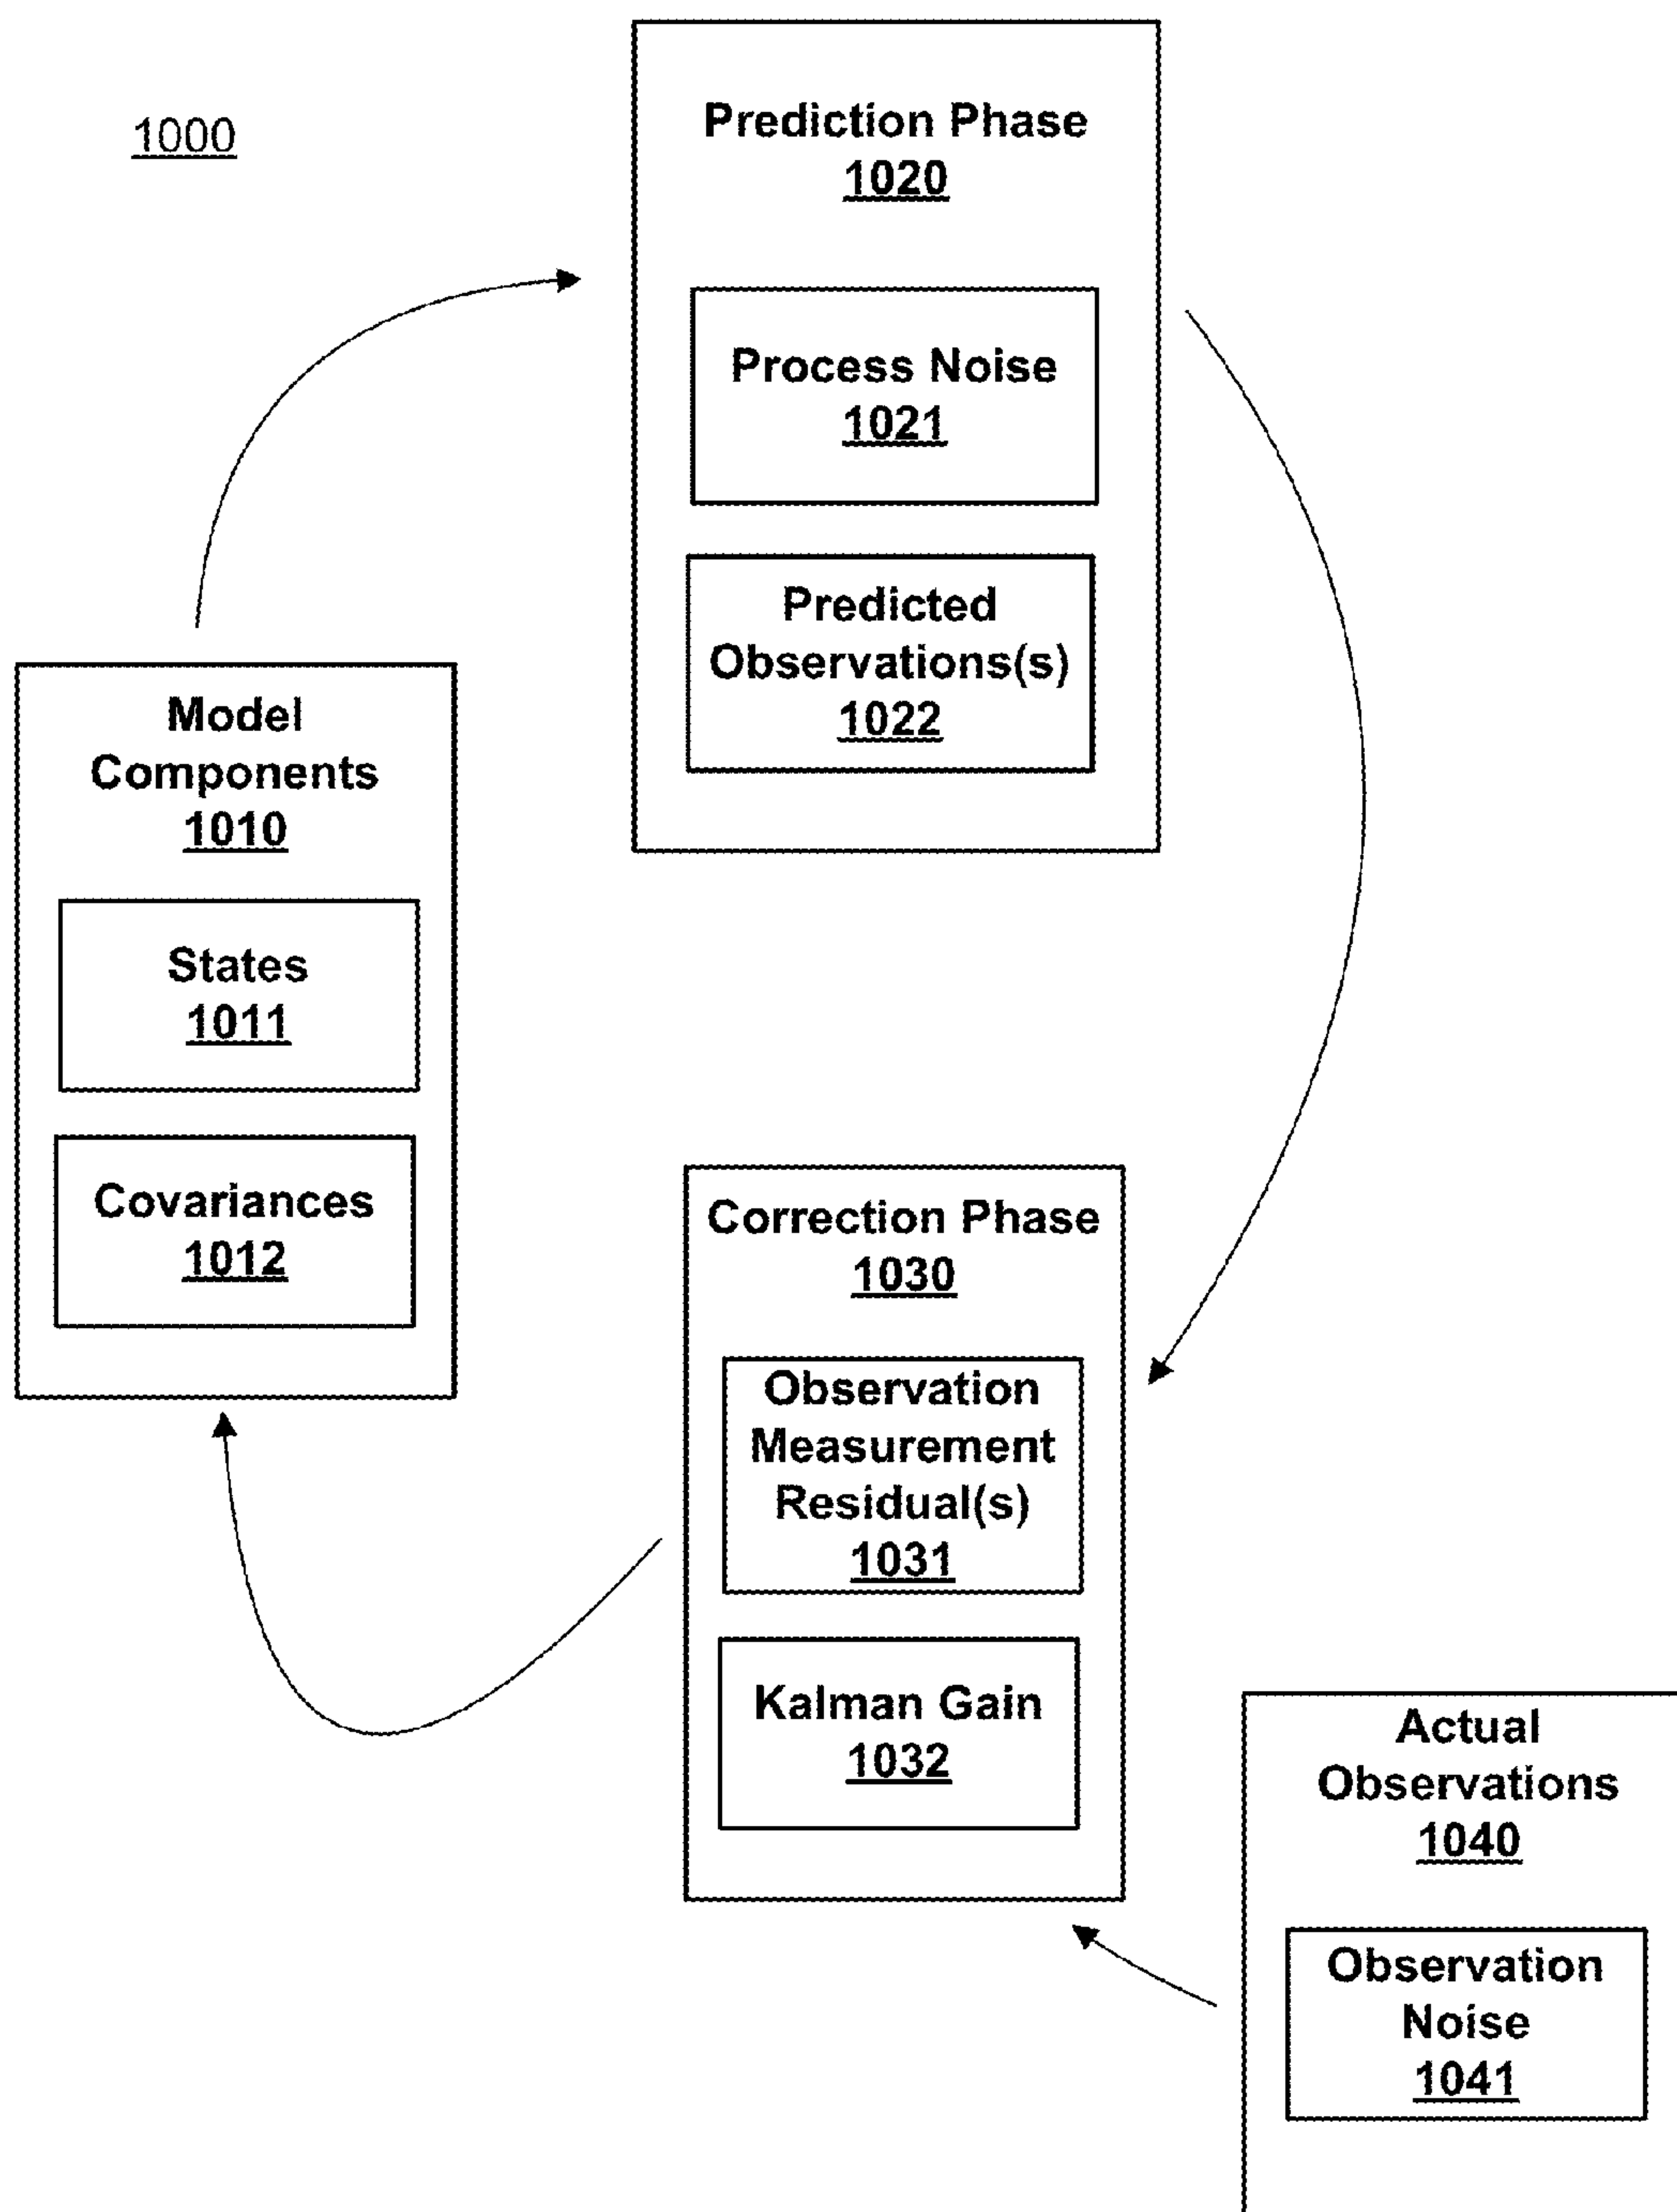 1000
Prediction Phase
1020
Process Noise
1021
Predicted
Observations(s)
1022
Model
Components
1010
States
1011
Covariances
1012
Correction Phase
1030
Observation
Measurement
Residual(s)
1031
Kalman Gain
1032
Actual
Observations
1040
Observation
Noise
1041